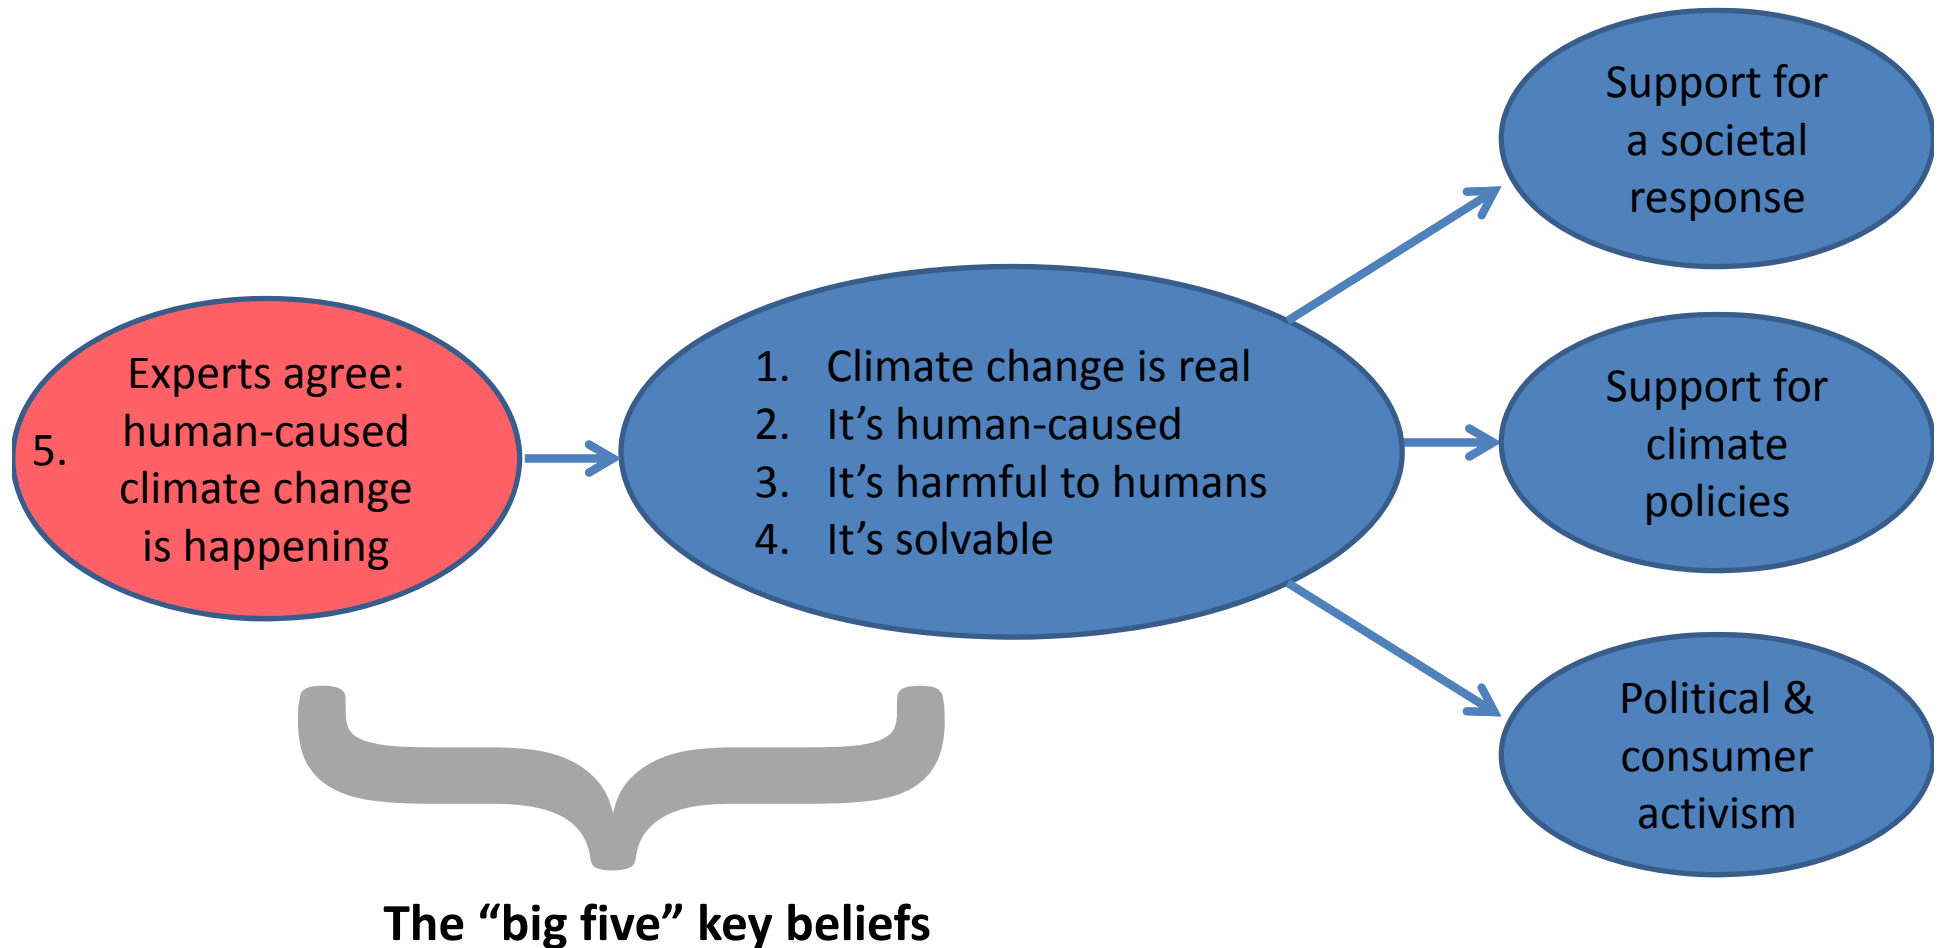 5.
Experts agree:
human-caused
climate change
is happening
1. Climate change is real
2. It’s human-caused
3. It’s harmful to humans
4. It’s solvable
Support for
a societal
response
Support for
climate
policies
Political &
consumer
activism
The “big five” key beliefs